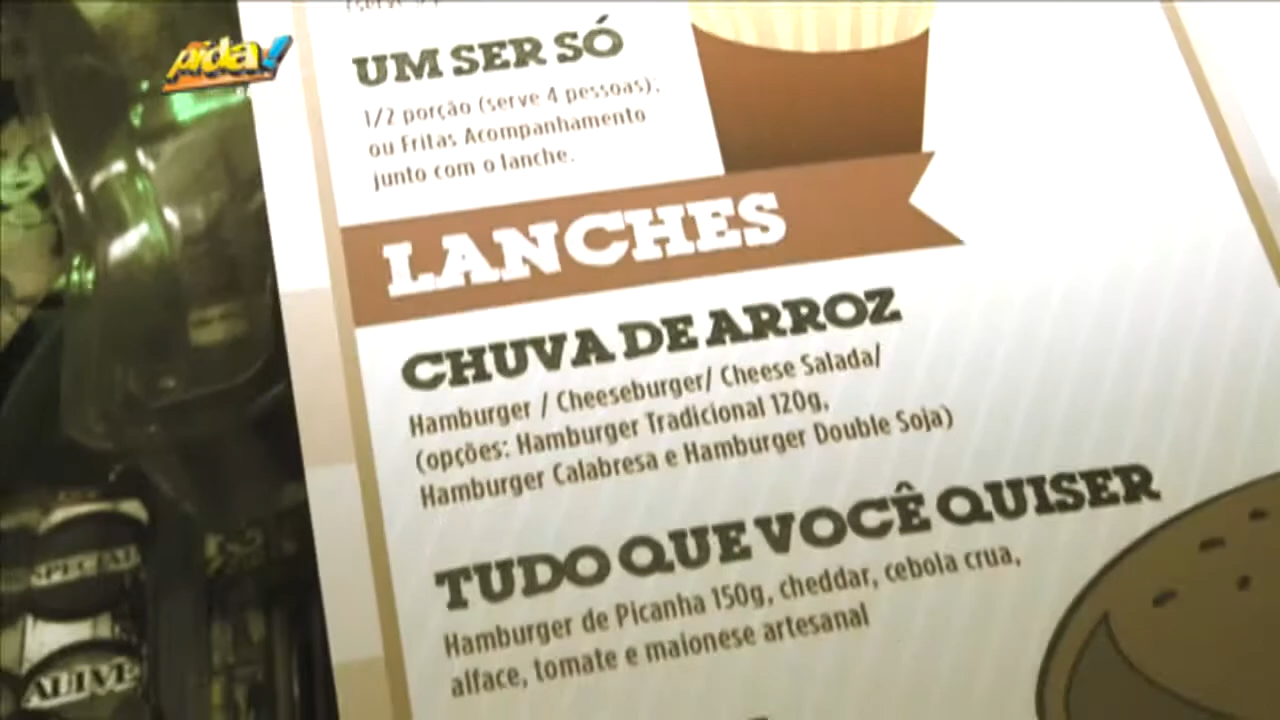 pida!
UM SER SÓ
1/2 porção (serve 4 pessoas),
ou Fritas Acompanhamento
junto com o lanche.
LANCHES
CHUVA DE ARROZ
Hamburger / Cheeseburger/ Cheese Salada/
(opções: Hamburger Tradicional 120g,
Hamburger Calabresa e Hamburger Double Soja)
TUDO QUE VOCÊ QUISER
Hamburger de Picanha 150g, cheddar, cebola crua,
alface, tomate e maionese artesanal
SPECIAL
ALIVE